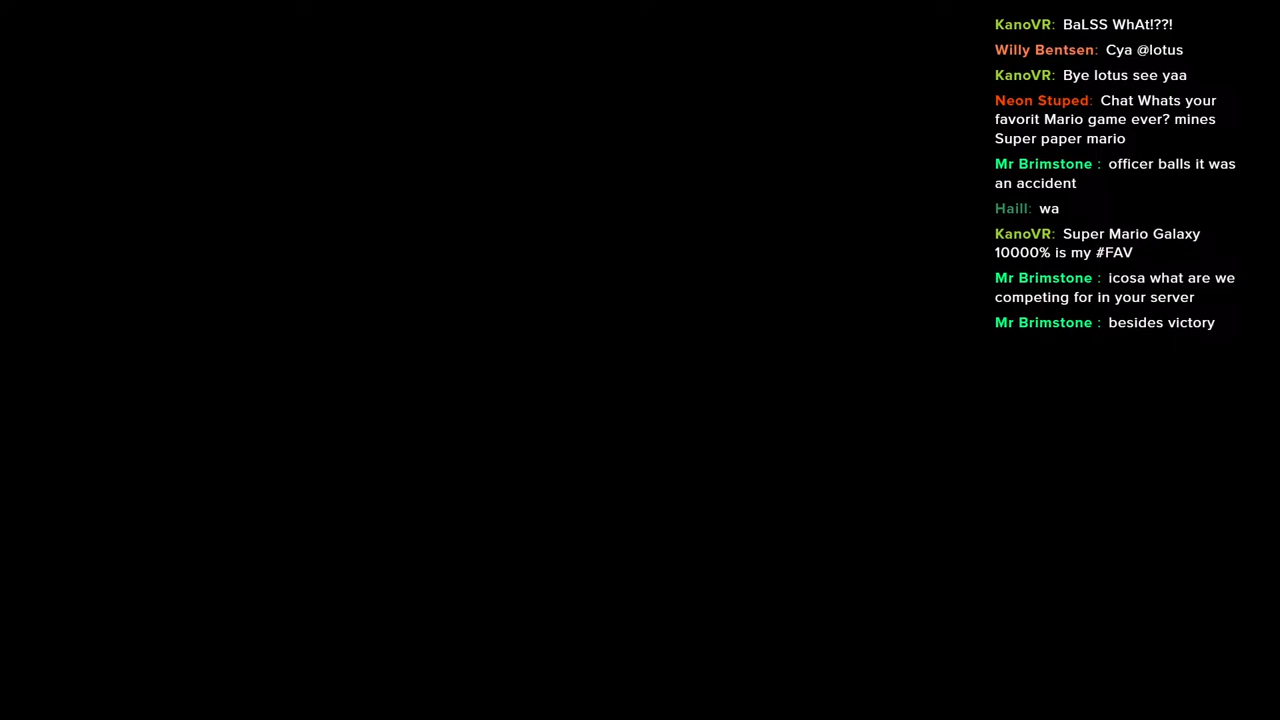 KanoVR: BaLSS WhAt!??!
Willy Bentsen: Cya @lotus
KanoVR: Bye lotus see yaa
Neon Stuped: Chat Whats your
favorit Mario game ever? mines
Super paper mario
Mr Brimstone : officer balls it was
an accident
Haill: wa
KanoVR: Super Mario Galaxy
10000% is my #FAV
Mr Brimstone : icosa what are we
competing for in your server
Mr Brimstone : besides victory